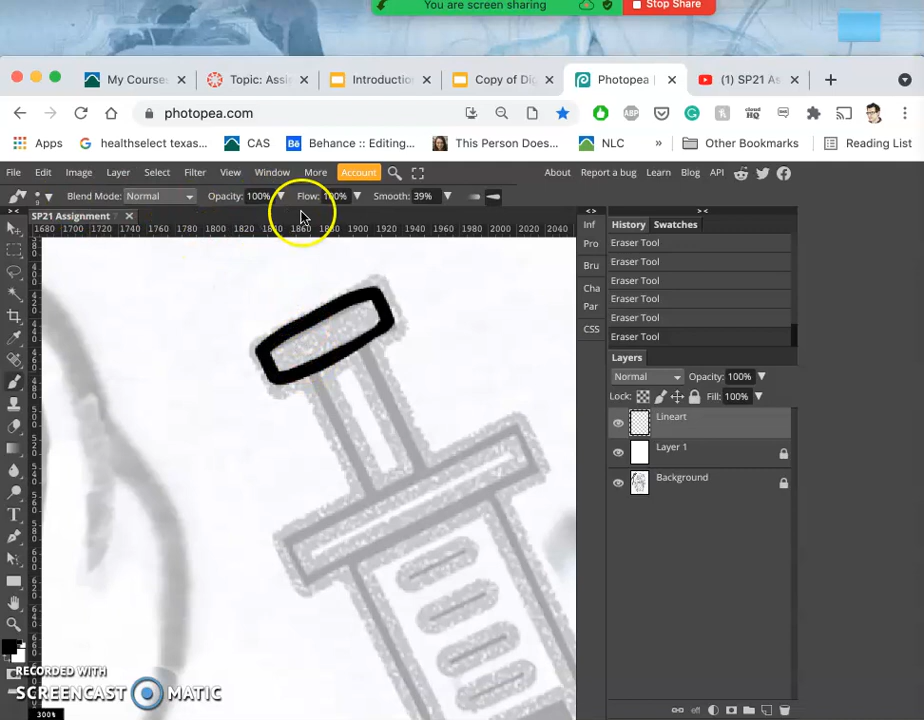 You are screen sharing
Stop Share
My Course
Topic: Assi
Introduction
Copy of Dig
Photopea |
(1) SP21 As
photopea.com
Apps
healthselect texas...
CAS
Behance :: Editing...
This Person Does...
NLC
»
Other Bookmarks
Reading List
File Edit Image Layer Select Filter View Window More Account
About Report a bug Learn Blog API
9 Blend Mode: Normal Opacity: 100% Flow: 100% Smooth: 39%
SP21 Assignment
1680 1700 1720 1740 1760 1780 1800 1820 1840 1860 1880 1900 1920 1940 1960 1980 2000 2020 2040
Inf
Pro
Bru
Cha
Par
CSS
History Swatches
Eraser Tool
Eraser Tool
Eraser Tool
Eraser Tool
Eraser Tool
Eraser Tool
Layers
Normal Opacity: 100%
Lock: Fill: 100%
Lineart
Layer 1
Background
RECORDED WITH
SCREENCAST MATIC
300%